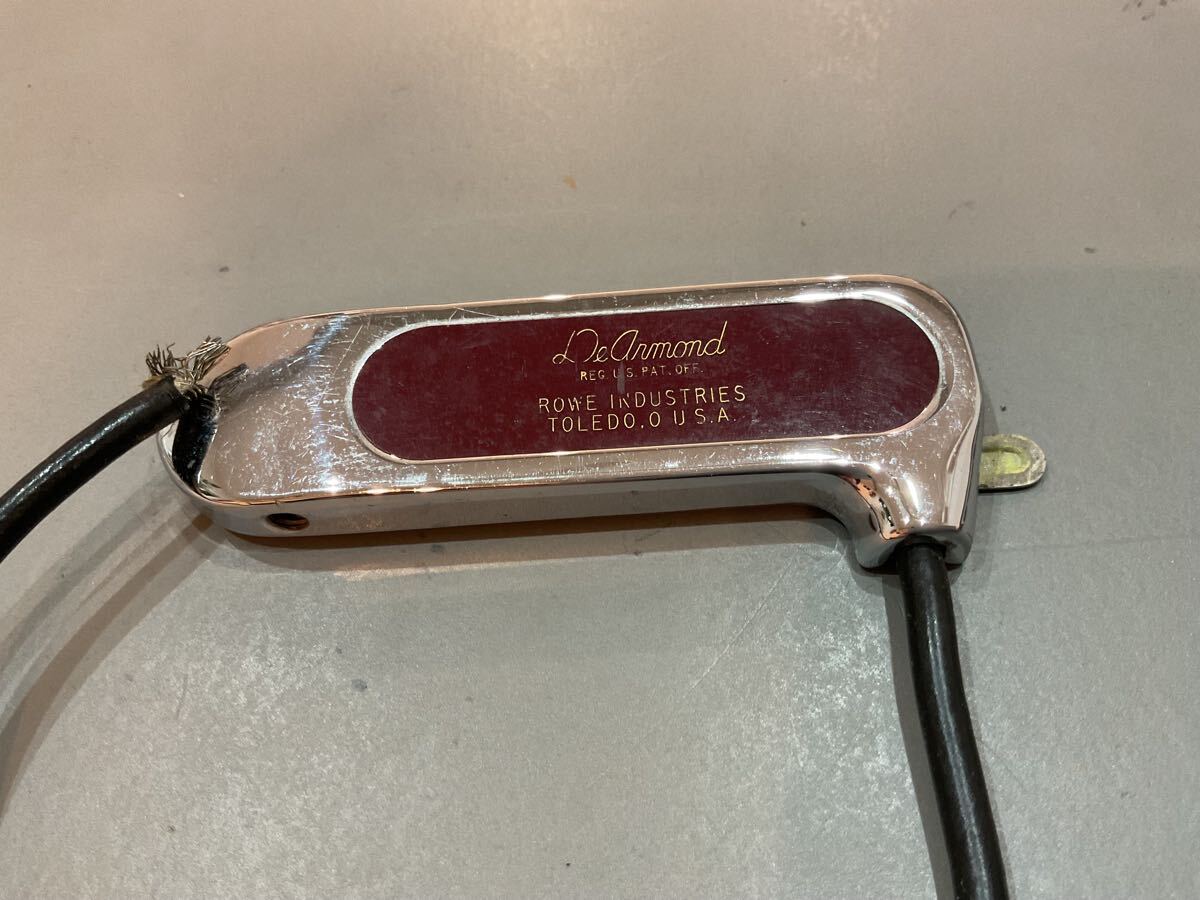 DeArmond
REG. U.S. PAT. OFF.
ROWE INDUSTRIES
TOLEDO, O U.S.A.